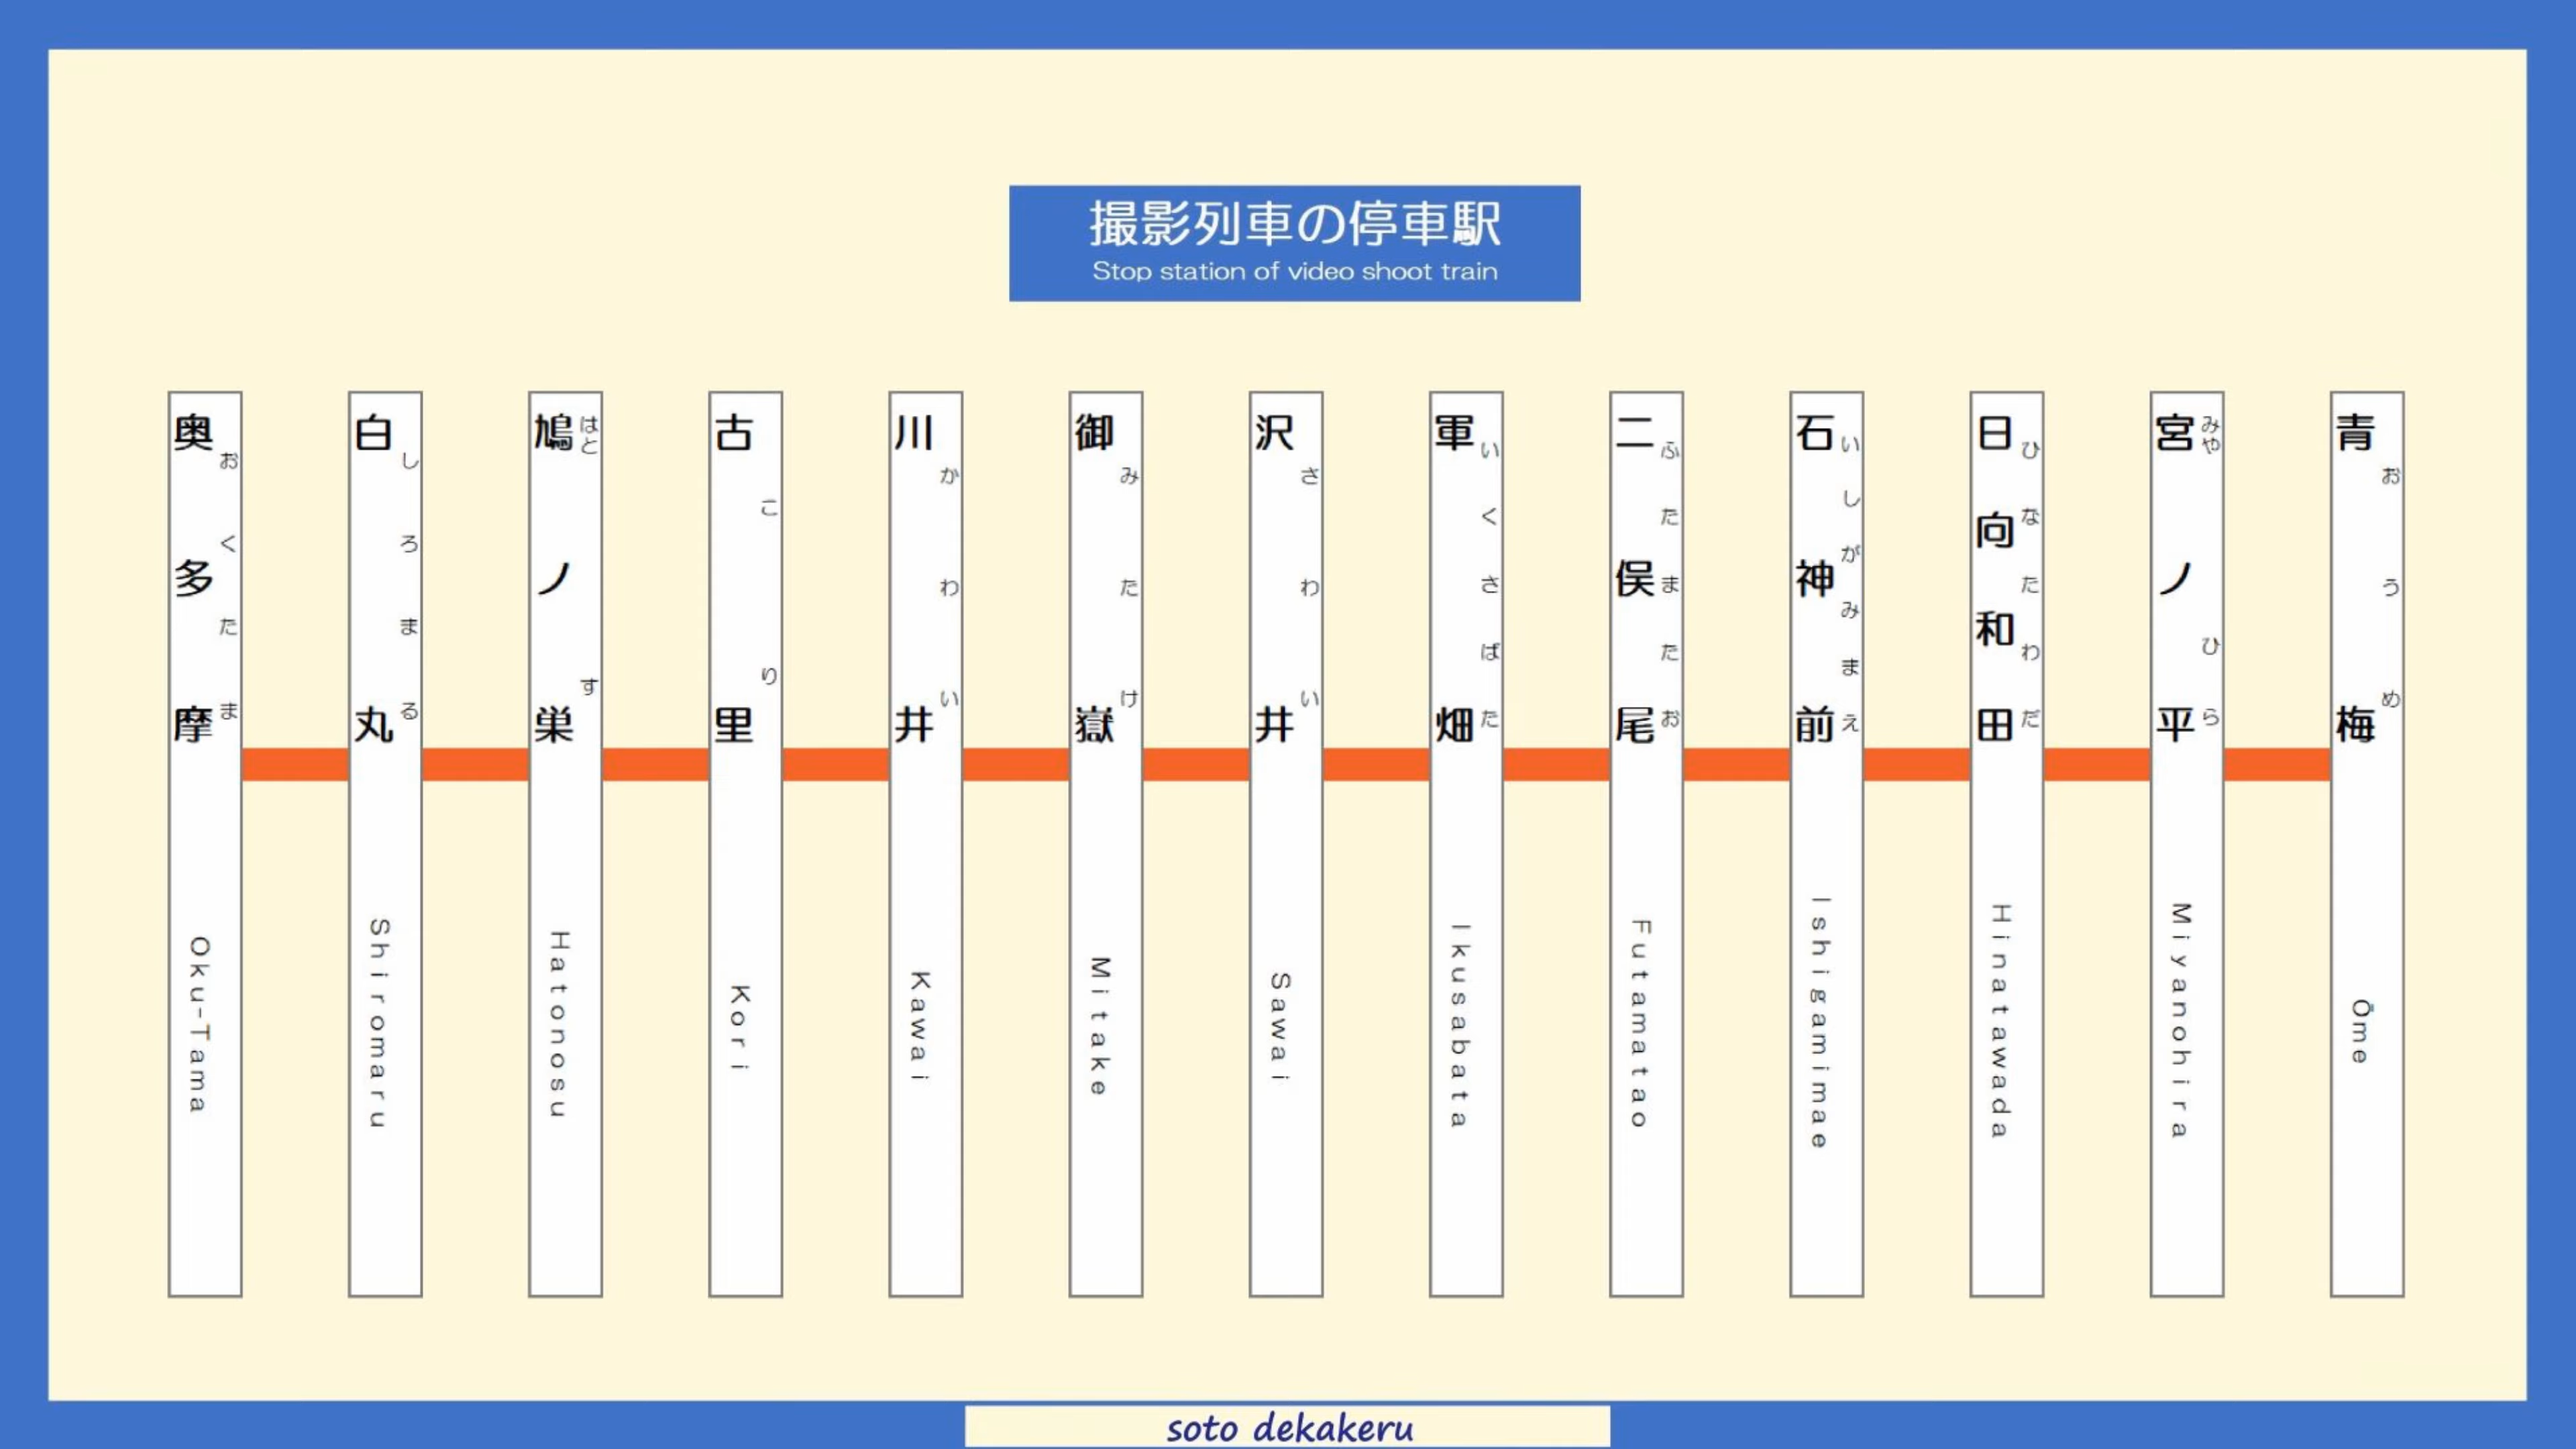 撮影列車の停車駅
Stop station of video shoot train
奥多摩
おくたま
Oku-Tama
白丸
しろまる
Shiromaru
鳩ノ巣
はとす
Hatonosu
古里
こり
Kori
川井
かわい
Kawai
御嶽
みたけ
Mitake
沢井
さわい
Sawai
軍畑
いくさばた
Ikusabata
二俣尾
ふたまたお
Futamatao
石神前
いしがみまえ
Ishigamimae
日向和田
ひなたわだ
Hinatawada
宮ノ平
みやひら
Miyanohira
青梅
おうめ
Ōme
soto dekakeru